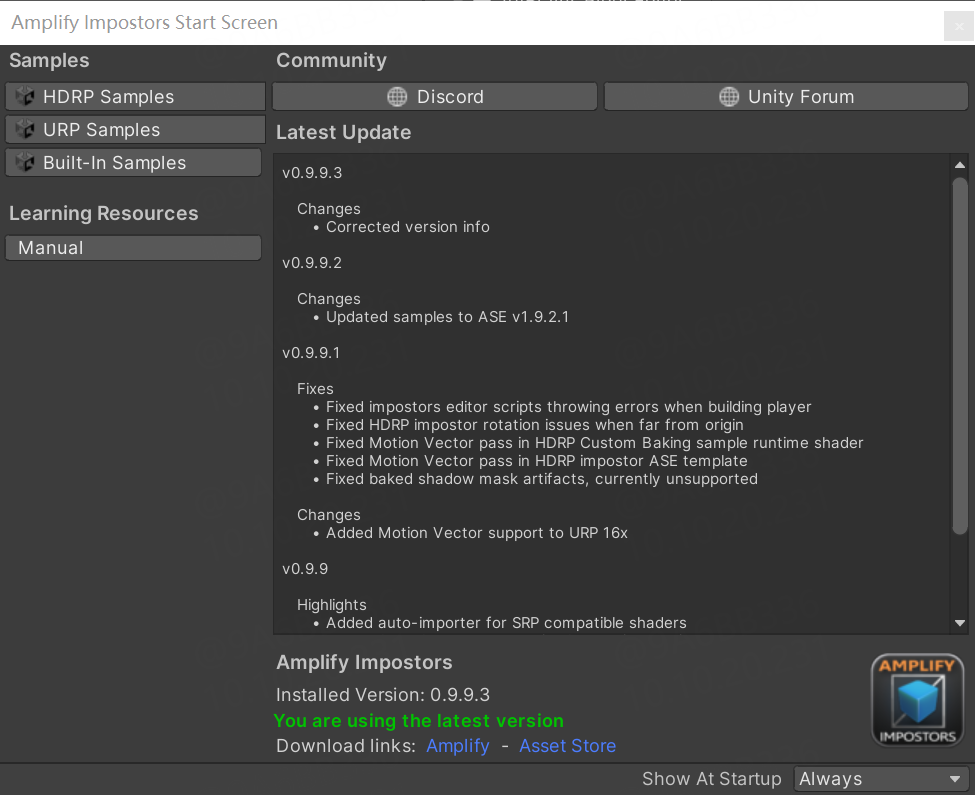 Amplify Impostors Start Screen
Samples
HDRP Samples
URP Samples
Built-In Samples
Learning Resources
Manual
Community
Discord
Unity Forum
Latest Update
v0.9.9.3
Changes
• Corrected version info
v0.9.9.2
Changes
• Updated samples to ASE v1.9.2.1
v0.9.9.1
Fixes
• Fixed impostors editor scripts throwing errors when building player
• Fixed HDRP impostor rotation issues when far from origin
• Fixed Motion Vector pass in HDRP Custom Baking sample runtime shader
• Fixed Motion Vector pass in HDRP impostor ASE template
• Fixed baked shadow mask artifacts, currently unsupported
Changes
• Added Motion Vector support to URP 16x
v0.9.9
Highlights
• Added auto-importer for SRP compatible shaders
Amplify Impostors
Installed Version: 0.9.9.3
You are using the latest version
Download links: Amplify - Asset Store
AMPLIFY
IMPOSTORS
Show At Startup Always